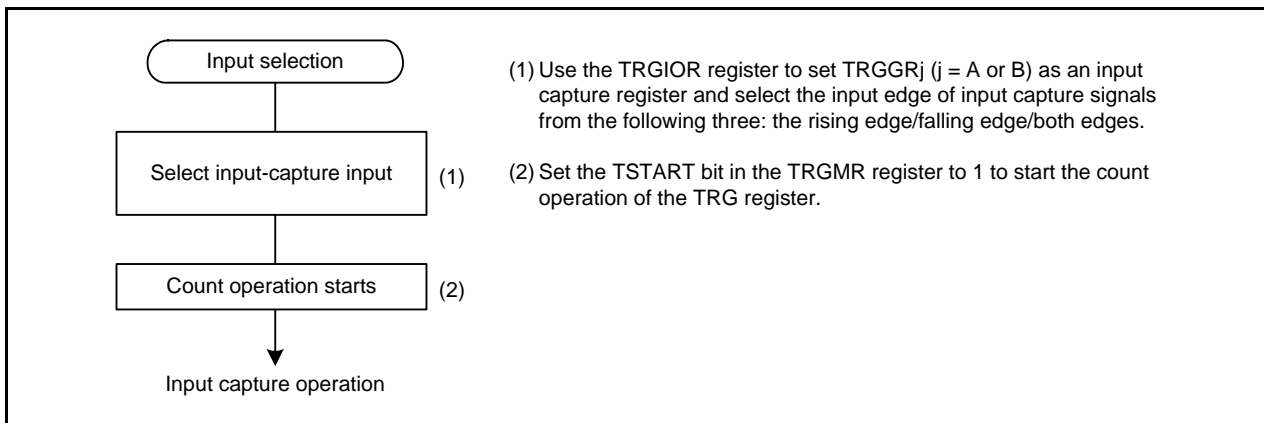 Input selection
Select input-capture input
(1)
Count operation starts
(2)
Input capture operation
(1) Use the TRGIOR register to set TRGGRj (j = A or B) as an input
capture register and select the input edge of input capture signals
from the following three: the rising edge/falling edge/both edges.
(2) Set the TSTART bit in the TRGMR register to 1 to start the count
operation of the TRG register.